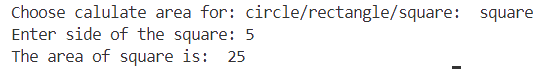 Choose calulate area for: circle/rectangle/square:  square
Enter side of the square: 5
The area of square is:  25